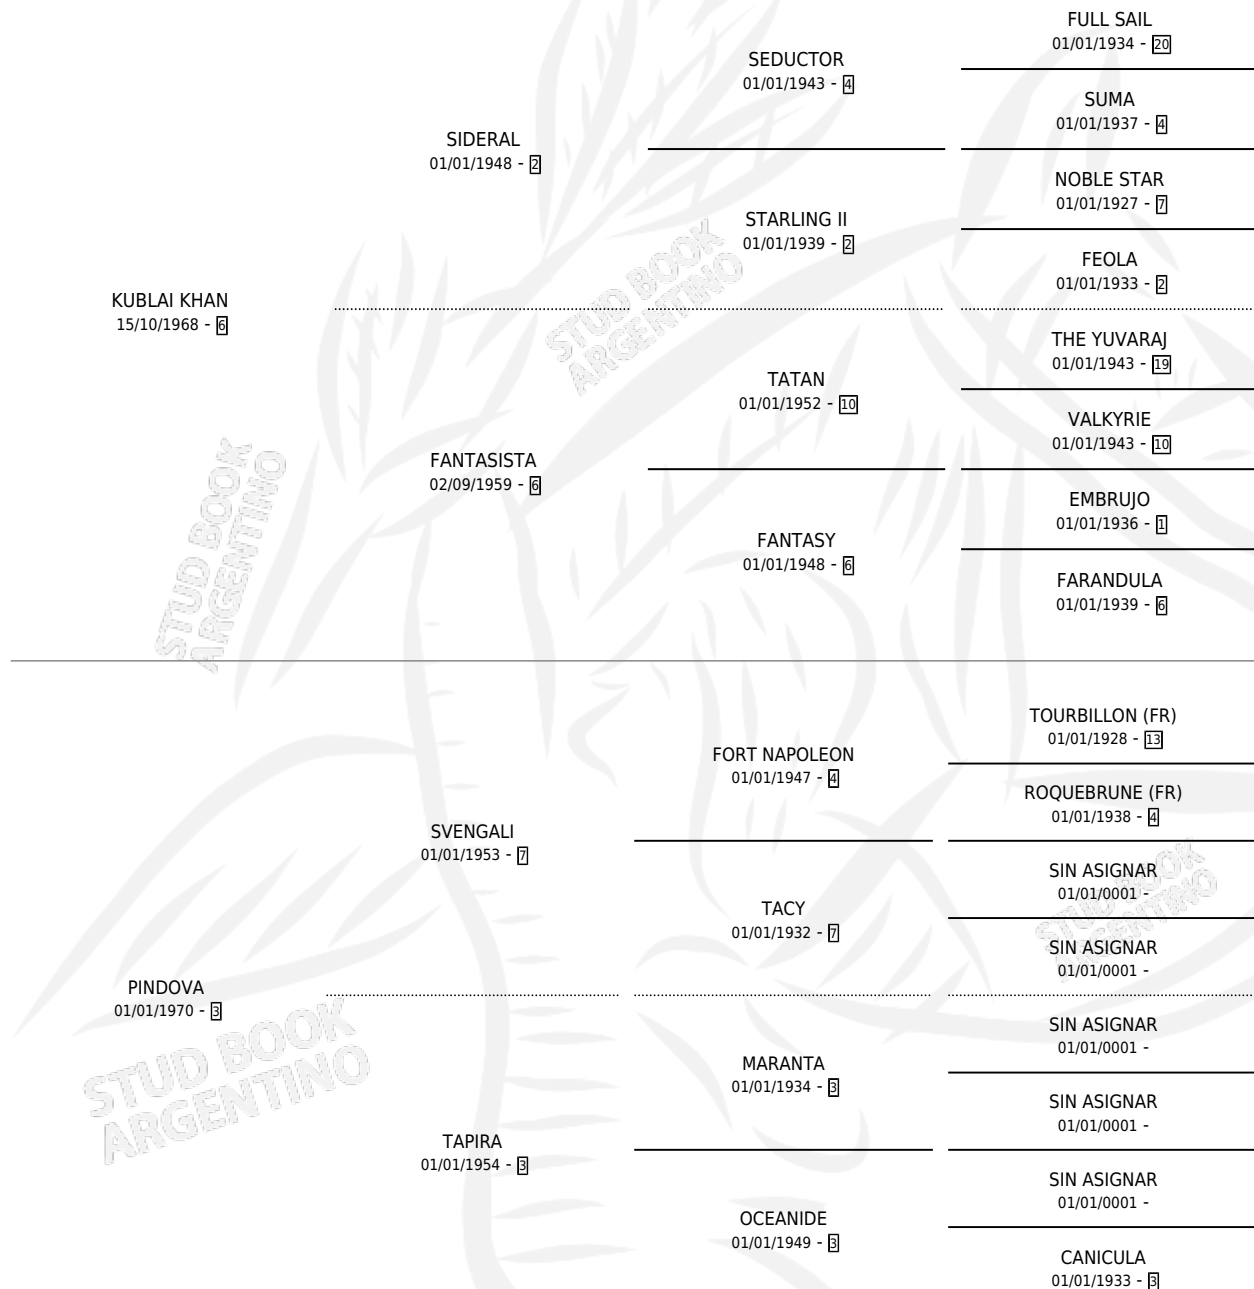 KUBLAI KHAN
15/10/1968 - 6
SIDERAL
01/01/1948 - 2
SEDUCTOR
01/01/1943 - 4
FULL SAIL
01/01/1934 - 20
SUMA
01/01/1937 - 4
STARLING II
01/01/1939 - 2
NOBLE STAR
01/01/1927 - 7
FEOLA
01/01/1933 - 2
FANTASISTA
02/09/1959 - 6
TATAN
01/01/1952 - 10
THE YUVARAJ
01/01/1943 - 19
VALKYRIE
01/01/1943 - 10
FANTASY
01/01/1948 - 6
EMBRUJO
01/01/1936 - 1
FARANDULA
01/01/1939 - 6
PINDOVA
01/01/1970 - 3
SVENGALI
01/01/1953 - 7
FORT NAPOLEON
01/01/1947 - 4
TOURBILLON (FR)
01/01/1928 - 13
ROQUEBRUNE (FR)
01/01/1938 - 4
TACY
01/01/1932 - 7
SIN ASIGNAR
01/01/0001 -
SIN ASIGNAR
01/01/0001 -
TAPIRA
01/01/1954 - 3
MARANTA
01/01/1934 - 3
SIN ASIGNAR
01/01/0001 -
SIN ASIGNAR
01/01/0001 -
OCEANIDE
01/01/1949 - 3
SIN ASIGNAR
01/01/0001 -
CANICULA
01/01/1933 - 3
STUD BOOK
ARGENTINO
STUD BOOK
ARGENTINO
STUD BOOK
ARGENTINO
STUD BOOK
ARGENTINO